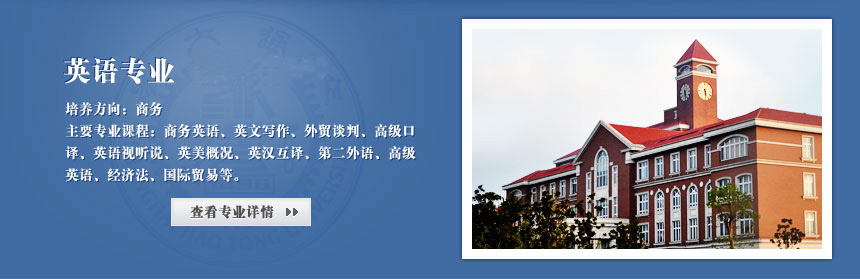 英语专业
培养方向：商务
主要专业课程：商务英语、英文写作、外贸谈判、高级口
译、英语视听说、英美概况、英汉互译、第二外语、高级
英语、经济法、国际贸易等。
查看专业详情